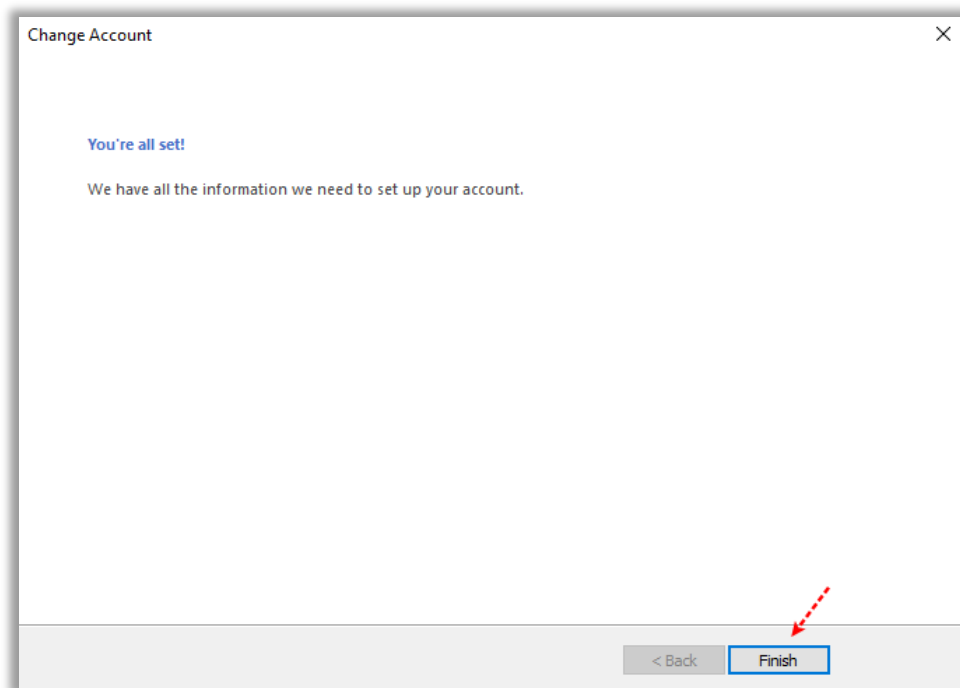 Change Account
You're all set!
We have all the information we need to set up your account.
< Back
Finish